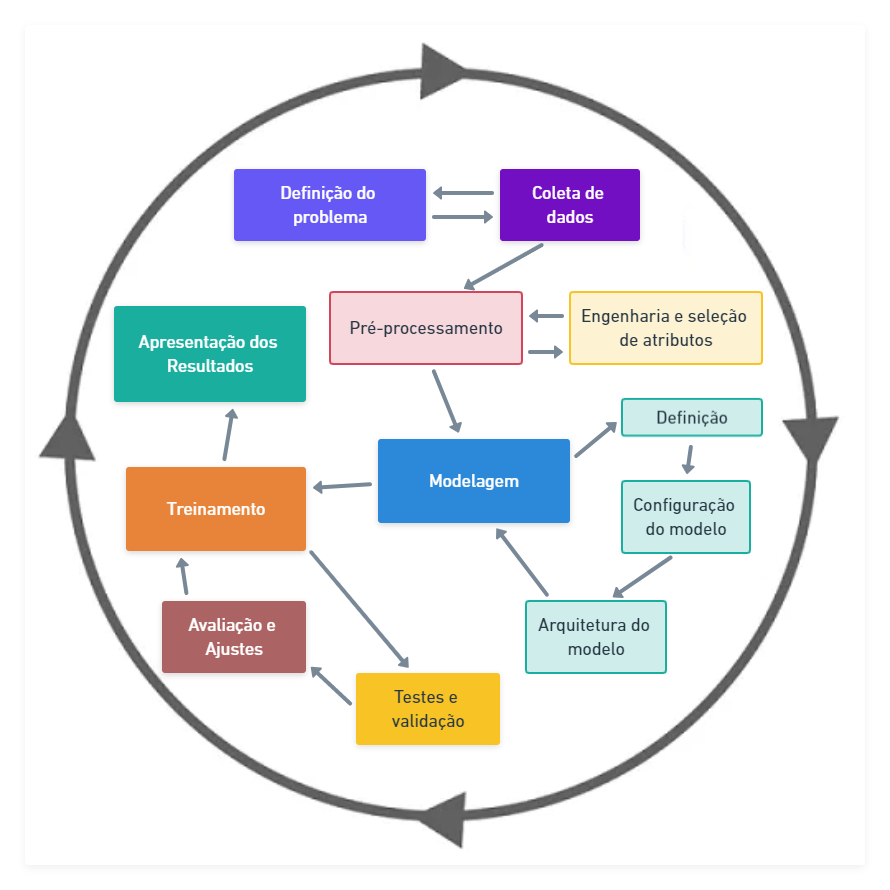 Definição do
problema
Coleta de
dados
Pré-processamento
Engenharia e seleção
de atributos
Apresentação dos
Resultados
Definição
Modelagem
Configuração
do modelo
Treinamento
Avaliação e
Ajustes
Arquitetura do
modelo
Testes e
validação